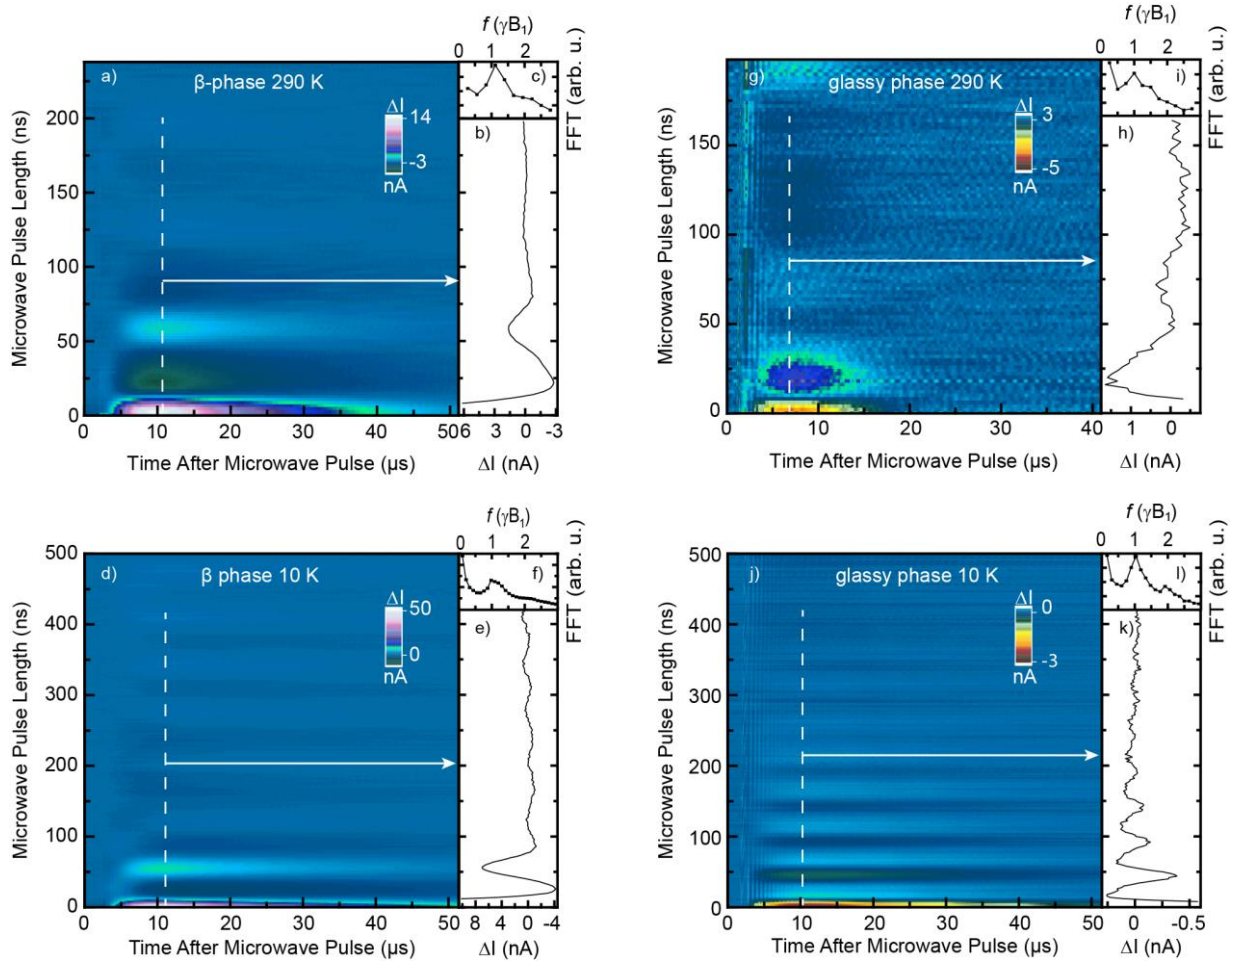 f (γB₁)
0 1 2
a) β-phase 290 K c)
FFT (arb. u.)
ΔI
14
-3
nA
b)
Microwave Pulse Length (ns)
200
150
100
50
0
0 10 20 30 40 50
6 3 0 -3
Time After Microwave Pulse (µs)
ΔI (nA)
f (γB₁)
0 1 2
g) glassy phase 290 K i)
FFT (arb. u.)
ΔI
3
-5
nA
h)
Microwave Pulse Length (ns)
150
100
50
0
0 10 20 30 40
1 0
Time After Microwave Pulse (µs)
ΔI (nA)
f (γB₁)
0 1 2
d) β phase 10 K f)
FFT (arb. u.)
ΔI
50
0
nA
e)
Microwave Pulse Length (ns)
500
400
300
200
100
0
0 10 20 30 40 50
8 4 0 -4
Time After Microwave Pulse (µs)
ΔI (nA)
f (γB₁)
0 1 2
j) glassy phase 10 K l)
FFT (arb. u.)
ΔI
0
-3
nA
k)
Microwave Pulse Length (ns)
500
400
300
200
100
0
0 10 20 30 40 50
0 -0.5
Time After Microwave Pulse (µs)
ΔI (nA)